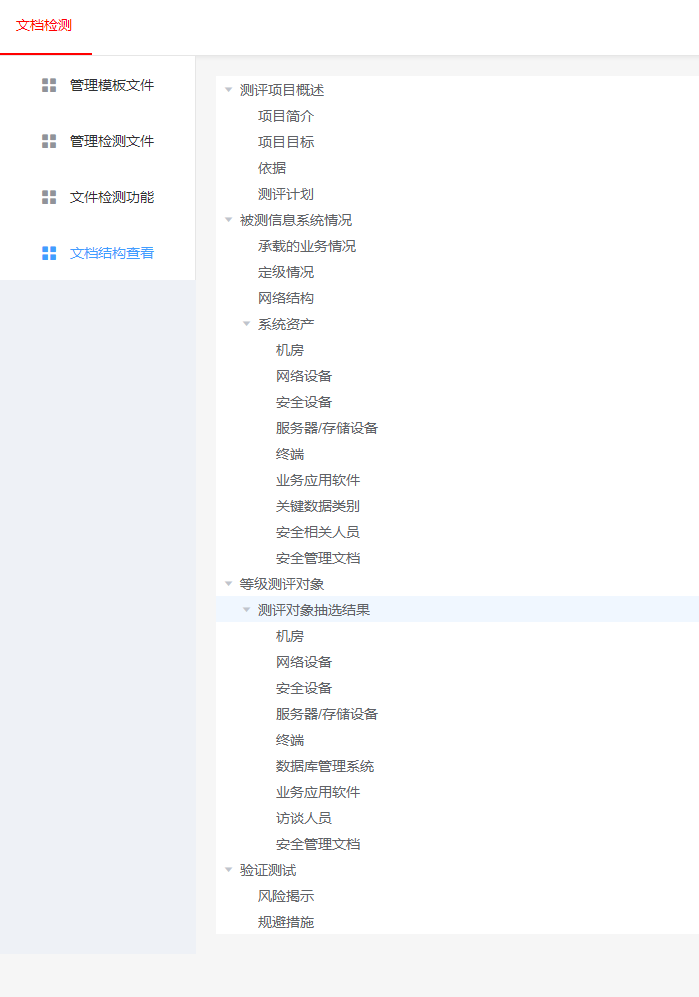 文档检测
管理模板文件
管理检测文件
文件检测功能
文档结构查看
测评项目概述
项目简介
项目目标
依据
测评计划
被测信息系统情况
承载的业务情况
定级情况
网络结构
系统资产
机房
网络设备
安全设备
服务器/存储设备
终端
业务应用软件
关键数据类别
安全相关人员
安全管理文档
等级测评对象
测评对象抽选结果
机房
网络设备
安全设备
服务器/存储设备
终端
数据库管理系统
业务应用软件
访谈人员
安全管理文档
验证测试
风险揭示
规避措施